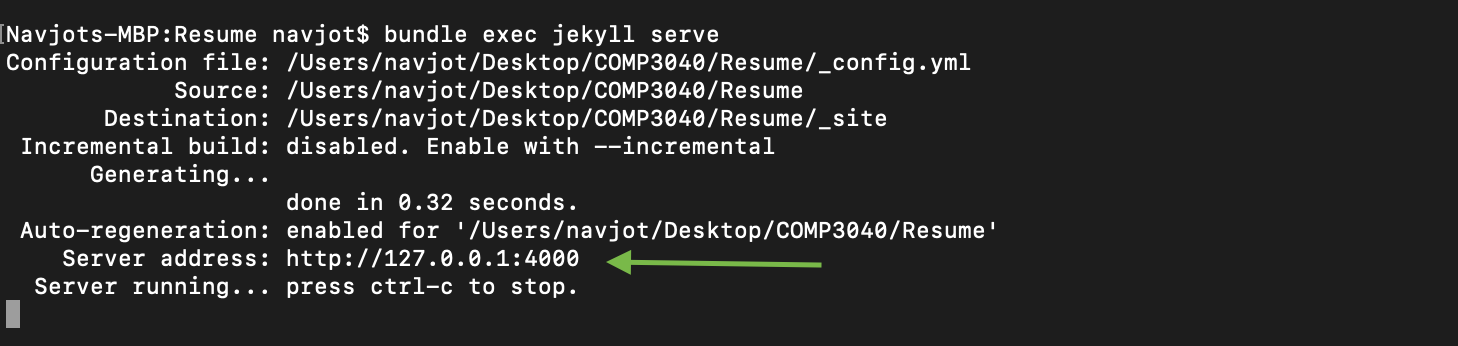 [Navjots-MBP:Resume navjot$ bundle exec jekyll serve
Configuration file: /Users/navjot/Desktop/COMP3040/Resume/_config.yml
Source: /Users/navjot/Desktop/COMP3040/Resume
Destination: /Users/navjot/Desktop/COMP3040/Resume/_site
Incremental build: disabled. Enable with --incremental
Generating...
done in 0.32 seconds.
Auto-regeneration: enabled for '/Users/navjot/Desktop/COMP3040/Resume'
Server address: http://127.0.0.1:4000
Server running... press ctrl-c to stop.